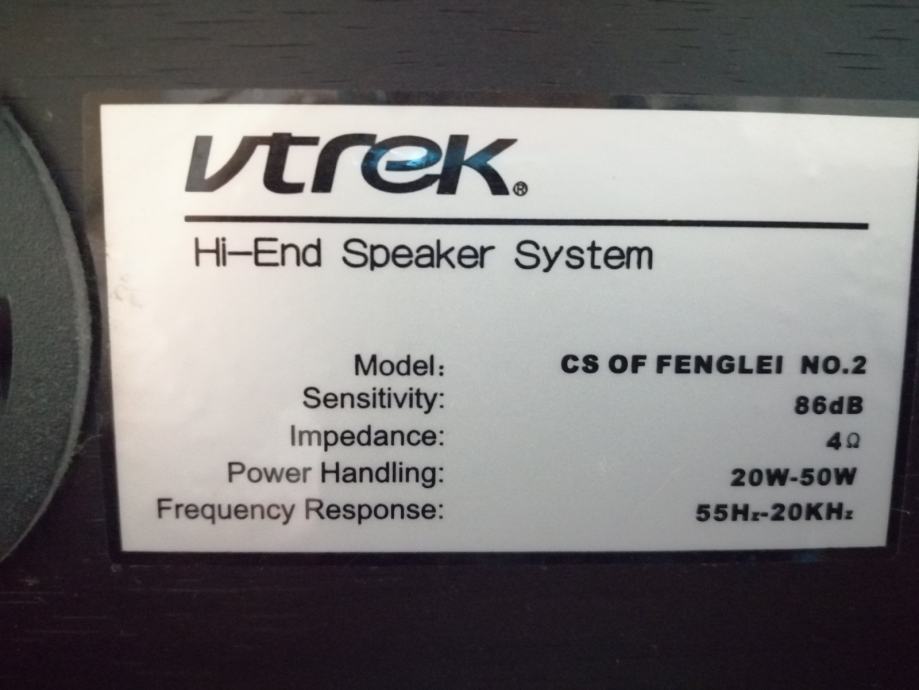 vtrek®
Hi-End Speaker System
Model: CS OF FENGLEI NO.2
Sensitivity: 86dB
Impedance: 4Ω
Power Handling: 20W-50W
Frequency Response: 55Hz-20KHz